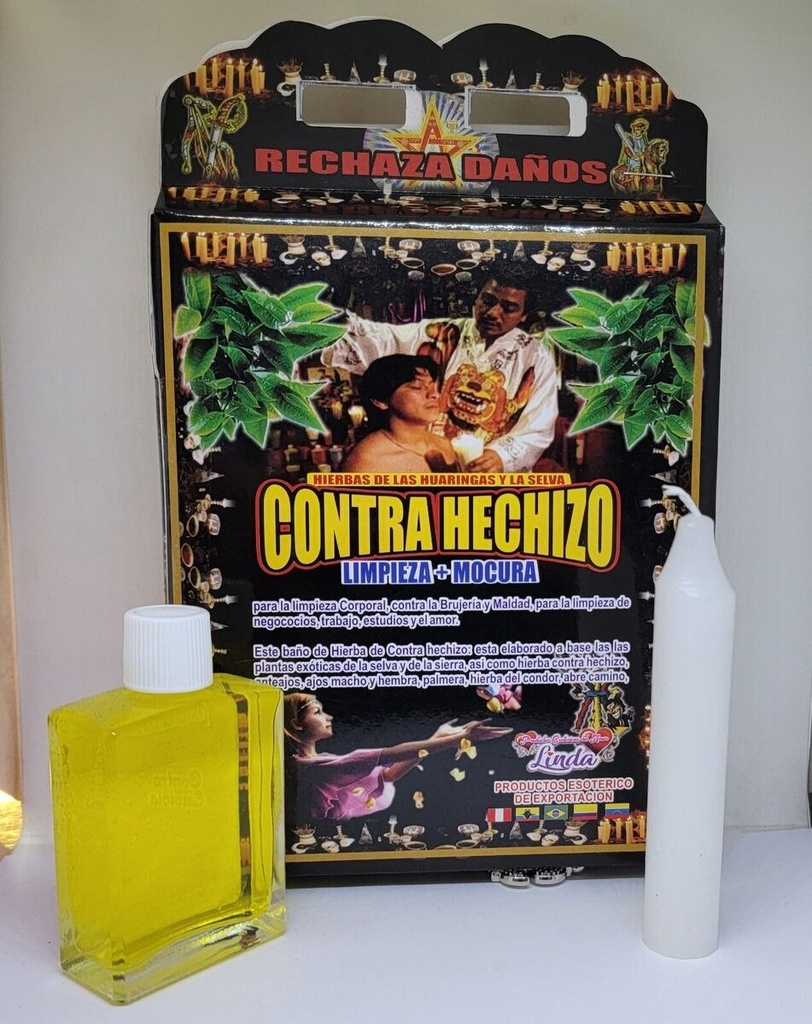 RECHAZA DAÑOS
HIERBAS DE LAS HUARINGAS Y LA SELVA
CONTRA HECHIZO
LIMPIEZA + MOCURA
para la limpieza Corporal, contra la Brujería y Maldad, para la limpieza de
negococios, trabajo, estudios y el amor.
Este baño de Hierba de Contra hechizo: esta elaborado a base las las
plantas exóticas de la selva y de la sierra, asi como hierba contra hechizo,
anteajos, ajos macho y hembra, palmera, hierba del condor, abre camino,
Linda
PRODUCTOS ESOTERICO
DE EXPORTACION
Contra